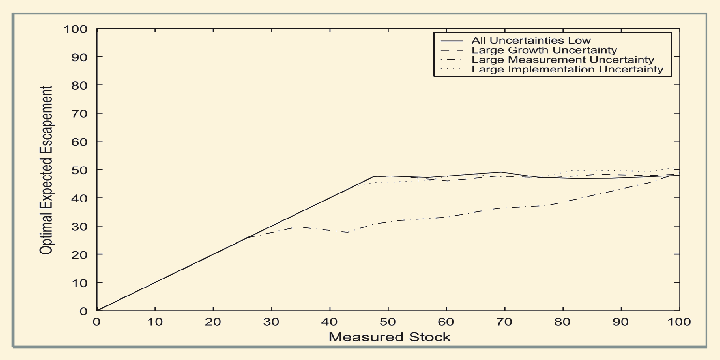 100
90
80
70
60
50
40
30
20
10
0
Optimal Expected Escapement
All Uncertainties Low
Large Growth Uncertainty
Large Measurement Uncertainty
Large Implementation Uncertainty
0 10 20 30 40 50 60 70 80 90 100
Measured Stock